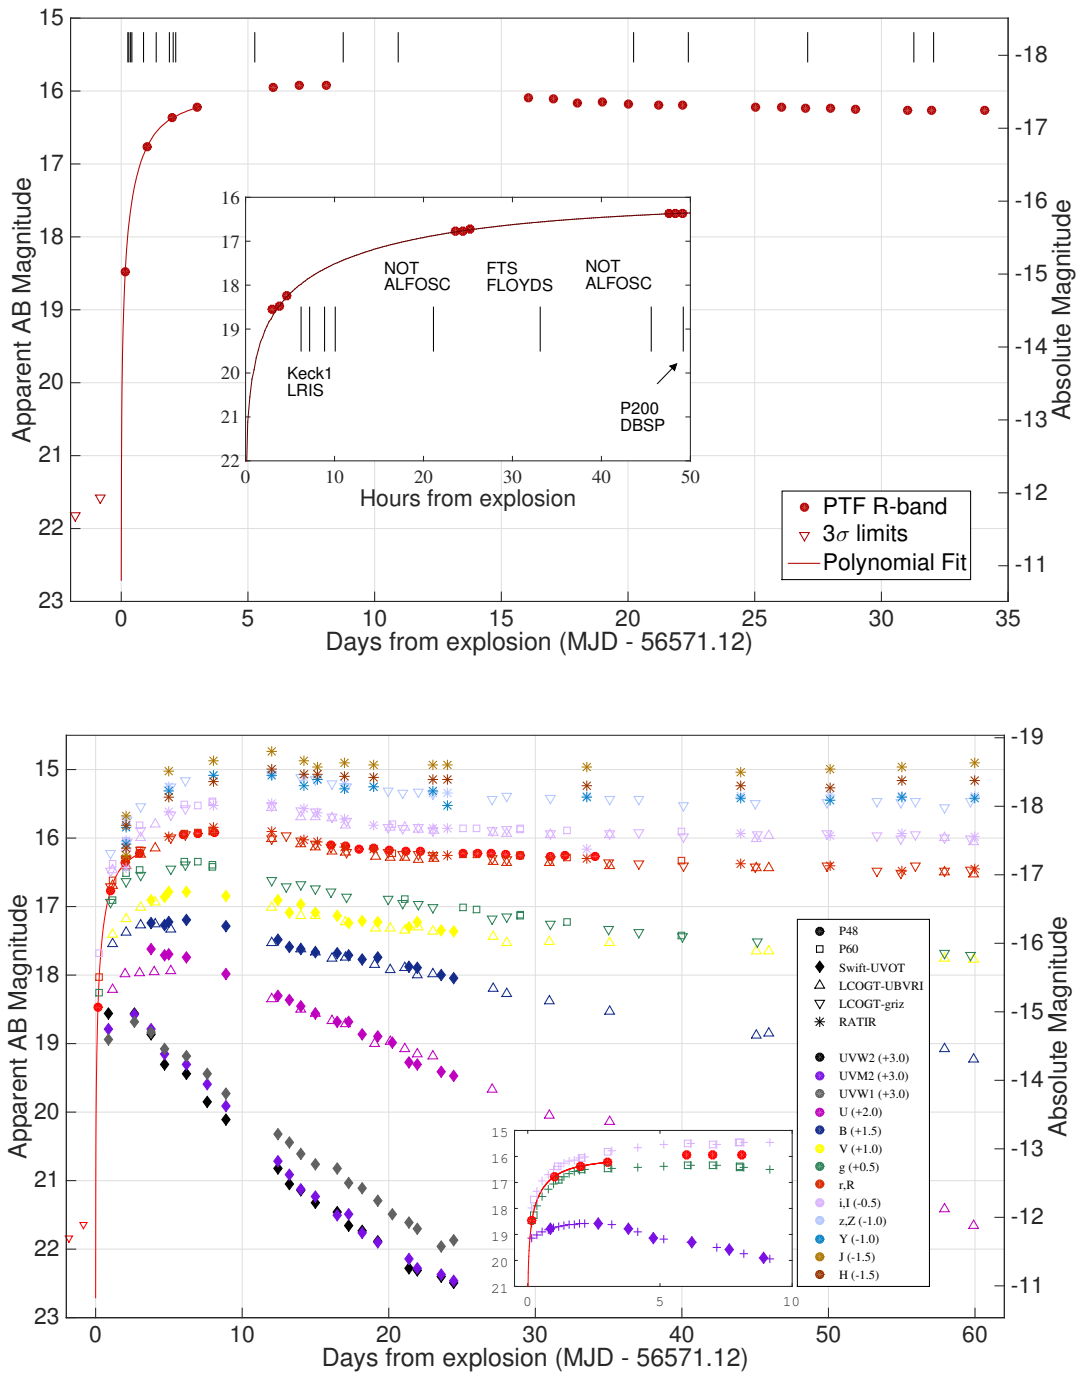 15
16
17
18
19
20
21
22
23
-18
-17
-16
-15
-14
-13
-12
-11
Apparent AB Magnitude
Absolute Magnitude
16
17
18
19
20
21
22
NOT
ALFOSC
FTS
FLOYDS
NOT
ALFOSC
Keck1
LRIS
P200
DBSP
0 10 20 30 40 50
Hours from explosion
PTF R-band
3σ limits
Polynomial Fit
0 5 10 15 20 25 30 35
Days from explosion (MJD - 56571.12)
15
16
17
18
19
20
21
22
23
-19
-18
-17
-16
-15
-14
-13
-12
-11
Apparent AB Magnitude
Absolute Magnitude
P48
P60
Swift-UVOT
LCOGT-UBVRI
LCOGT-griz
RATIR
UVW2 (+3.0)
UVM2 (+3.0)
UVW1 (+3.0)
U (+2.0)
B (+1.5)
V (+1.0)
g (+0.5)
r,R
i,I (-0.5)
z,Z (-1.0)
Y (-1.0)
J (-1.5)
H (-1.5)
15
16
17
18
19
20
21
0 5 10
0 10 20 30 40 50 60
Days from explosion (MJD - 56571.12)